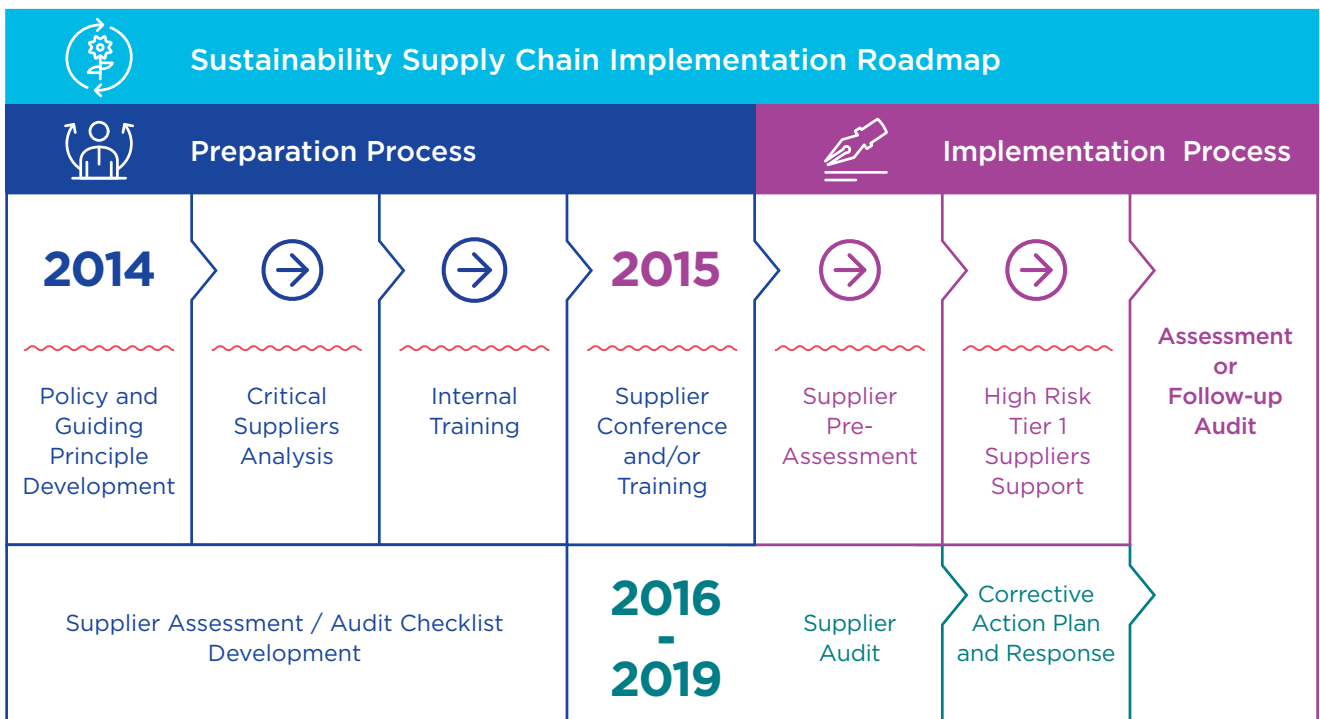 Sustainability Supply Chain Implementation Roadmap
Preparation Process
Implementation Process
2014
Policy and
Guiding
Principle
Development
Critical
Suppliers
Analysis
Internal
Training
2015
Supplier
Conference
and/or
Training
Supplier
Pre-
Assessment
High Risk
Tier 1
Suppliers
Support
Assessment
or
Follow-up
Audit
Supplier Assessment / Audit Checklist
Development
2016
-
2019
Supplier
Audit
Corrective
Action Plan
and Response